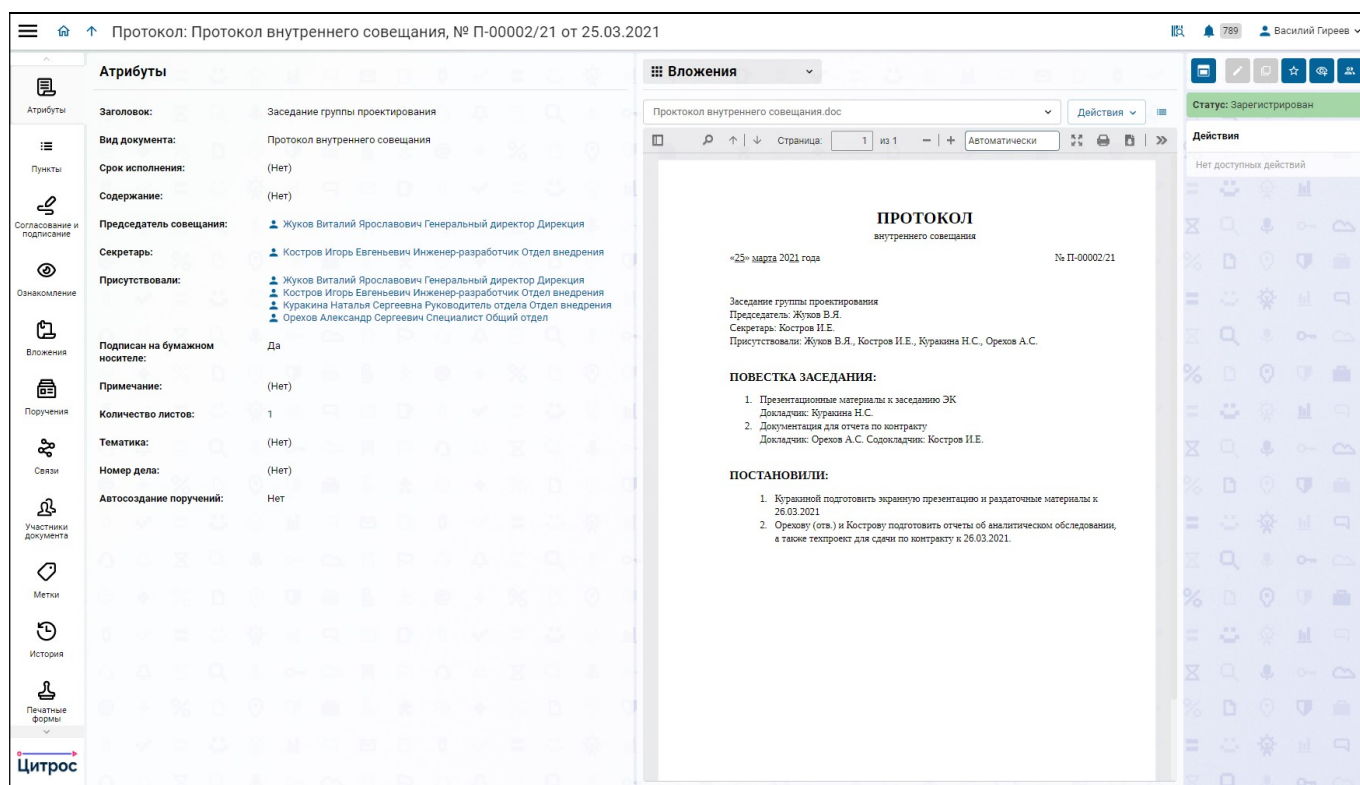 Протокол: Протокол внутреннего совещания, № П-00002/21 от 25.03.2021
789
Василий Гиреев
Атрибуты
Пункты
Согласование и
подписание
Ознакомление
Вложения
Поручения
Связи
Участники
документа
Метки
История
Печатные
формы
Цитрос
Атрибуты
Заголовок: Заседание группы проектирования
Вид документа: Протокол внутреннего совещания
Срок исполнения: (Нет)
Содержание: (Нет)
Председатель совещания: Жуков Виталий Ярославович Генеральный директор Дирекция
Секретарь: Костров Игорь Евгеньевич Инженер-разработчик Отдел внедрения
Присутствовали: Жуков Виталий Ярославович Генеральный директор Дирекция
Костров Игорь Евгеньевич Инженер-разработчик Отдел внедрения
Куракина Наталья Сергеевна Руководитель отдела Отдел внедрения
Орехов Александр Сергеевич Специалист Общий отдел
Подписан на бумажном Да
носителе:
Примечание: (Нет)
Количество листов: 1
Тематика: (Нет)
Номер дела: (Нет)
Автосоздание поручений: Нет
Вложения
Проктокол внутреннего совещания.doc
Действия
Страница: 1 из 1
Автоматически
ПРОТОКОЛ
внутреннего совещания
«25» марта 2021 года № П-00002/21
Заседание группы проектирования
Председатель: Жуков В.Я.
Секретарь: Костров И.Е.
Присутствовали: Жуков В.Я., Костров И.Е., Куракина Н.С., Орехов А.С.
ПОВЕСТКА ЗАСЕДАНИЯ:
1. Презентационные материалы к заседанию ЭК
Докладчик: Куракина Н.С.
2. Документация для отчета по контракту
Докладчик: Орехов А.С. Содокладчик: Костров И.Е.
ПОСТАНОВИЛИ:
1. Куракиной подготовить экранную презентацию и раздаточные материалы к
26.03.2021
2. Орехову (отв.) и Кострову подготовить отчеты об аналитическом обследовании,
а также техпроект для сдачи по контракту к 26.03.2021.
Статус: Зарегистрирован
Действия
Нет доступных действий